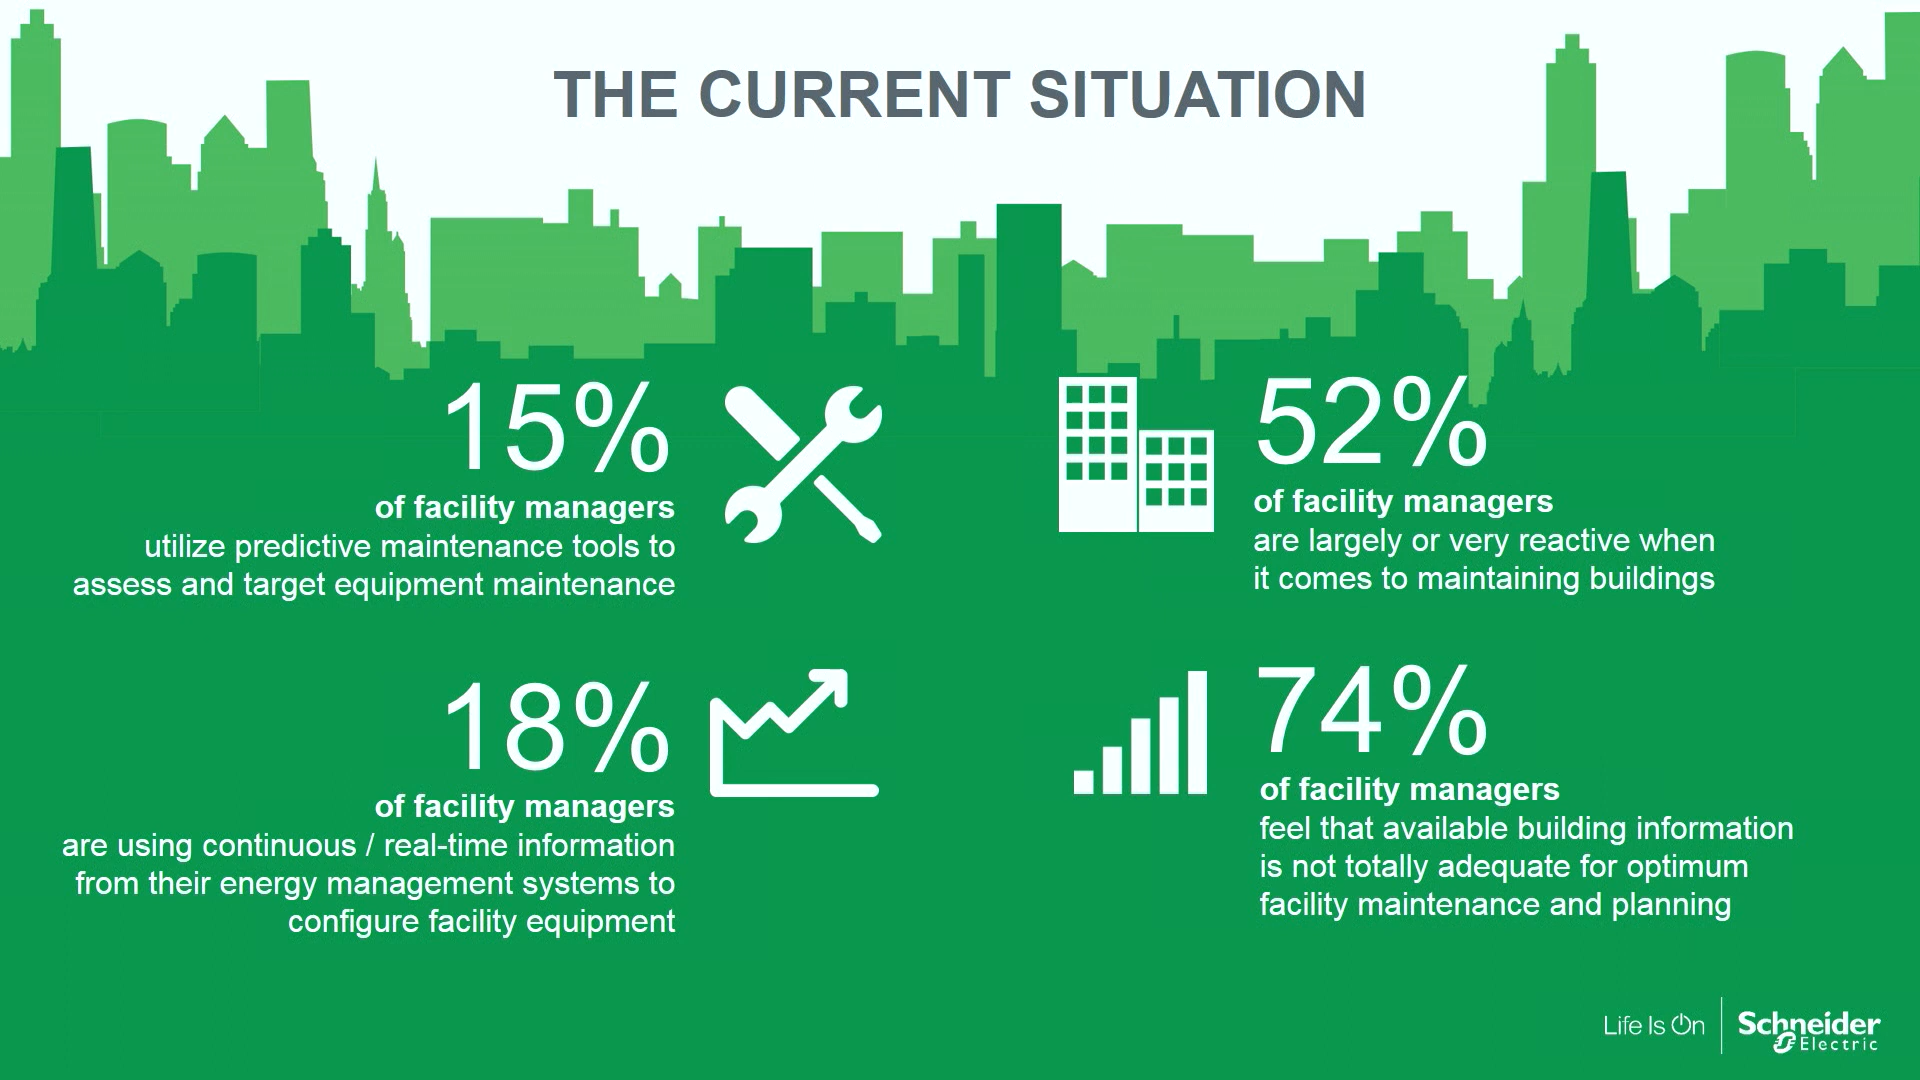 THE CURRENT SITUATION
15%
of facility managers
utilize predictive maintenance tools to
assess and target equipment maintenance
52%
of facility managers
are largely or very reactive when
it comes to maintaining buildings
18%
of facility managers
are using continuous / real-time information
from their energy management systems to
configure facility equipment
74%
of facility managers
feel that available building information
is not totally adequate for optimum
facility maintenance and planning
Life Is On
Schneider
Electric